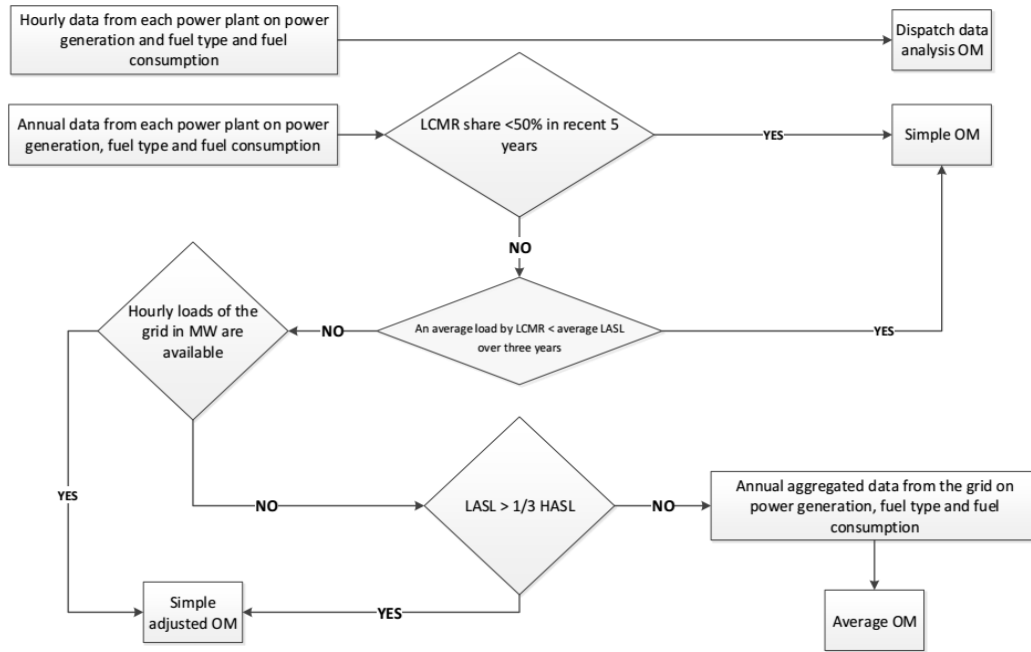 Hourly data from each power plant on power
generation and fuel type and fuel
consumption
Dispatch data
analysis OM
Annual data from each power plant on power
generation, fuel type and fuel consumption
LCMR share <50% in recent 5
years
YES
Simple OM
NO
Hourly loads of the
grid in MW are
available
NO
An average load by LCMR < average LASL
over three years
YES
YES
NO
LASL > 1/3 HASL
NO
Annual aggregated data from the grid on
power generation, fuel type and fuel
consumption
Simple
adjusted OM
YES
Average OM